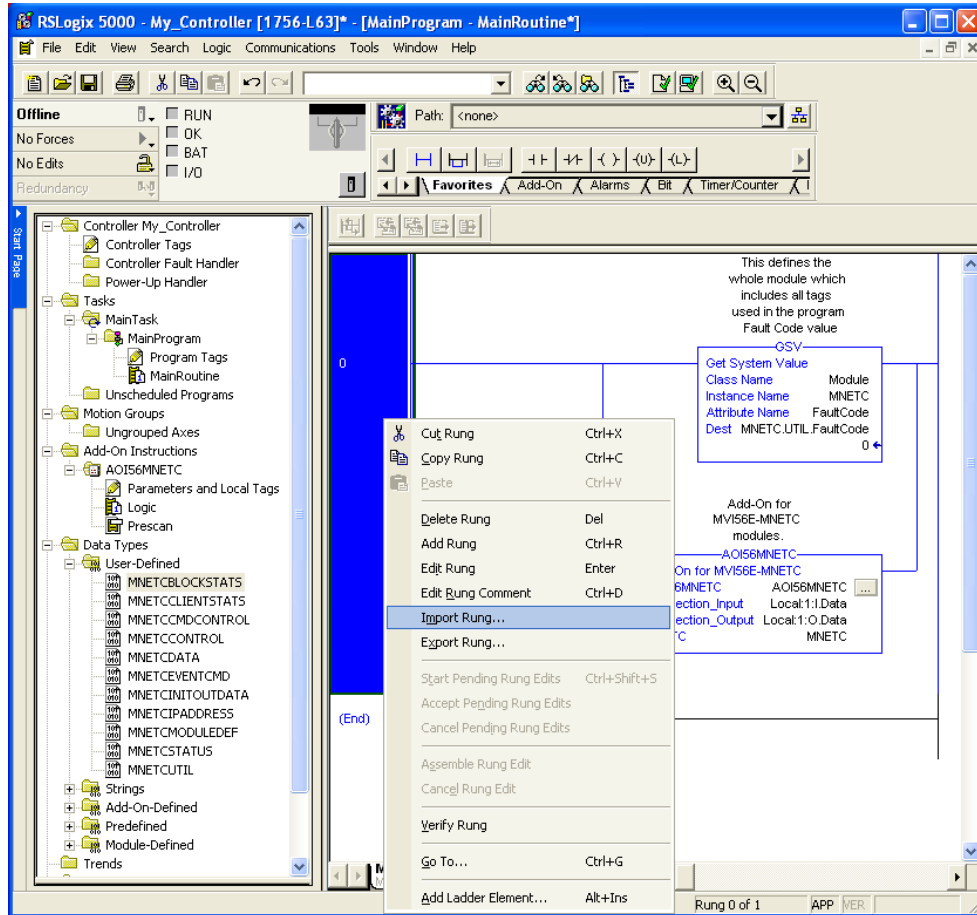 RSLogix 5000 - My_Controller [1756-L63]* - [MainProgram - MainRoutine*]
File Edit View Search Logic Communications Tools Window Help
Offline
RUN
No Forces
OK
No Edits
BAT
Redundancy
I/O
Path: <none>
Favorites Add-On Alarms Bit Timer/Counter
Start Page
Controller My_Controller
Controller Tags
Controller Fault Handler
Power-Up Handler
Tasks
MainTask
MainProgram
Program Tags
MainRoutine
Unscheduled Programs
Motion Groups
Ungrouped Axes
Add-On Instructions
AOI56MNETC
Parameters and Local Tags
Logic
Prescan
Data Types
User-Defined
MNETCBLOCKSTATS
MNETCCLIENTSTATS
MNETCCMDCONTROL
MNETCCONTROL
MNETCDATA
MNETCEVENTCMD
MNETCINITOUTDATA
MNETCIPADDRESS
MNETCMODULEDEF
MNETCSTATUS
MNETCUTIL
Strings
Add-On-Defined
Predefined
Module-Defined
Trends
0
(End)
This defines the
whole module which
includes all tags
used in the program
Fault Code value
GSV
Get System Value
Class Name Module
Instance Name MNETC
Attribute Name FaultCode
Dest MNETC.UTIL.FaultCode
0
Add-On for
MVI56E-MNETC
modules.
AOI56MNETC
On for MVI56E-MNETC
6MNETC AOI56MNETC ...
ection_Input Local:1:I.Data
ection_Output Local:1:O.Data
C MNETC
Cut Rung Ctrl+X
Copy Rung Ctrl+C
Paste Ctrl+V
Delete Rung Del
Add Rung Ctrl+R
Edit Rung Enter
Edit Rung Comment Ctrl+D
Import Rung...
Export Rung...
Start Pending Rung Edits Ctrl+Shift+S
Accept Pending Rung Edits
Cancel Pending Rung Edits
Assemble Rung Edit
Cancel Rung Edit
Verify Rung
Go To... Ctrl+G
Add Ladder Element... Alt+Ins
Rung 0 of 1 APP VER